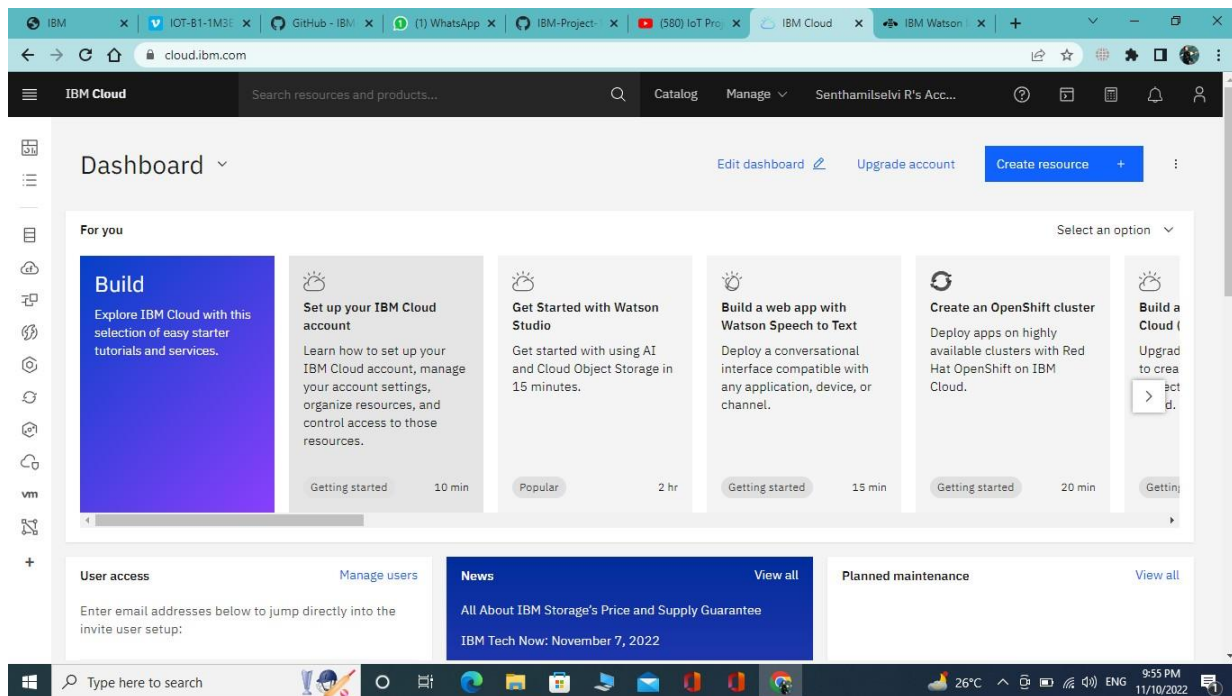 IBM
IOT-B1-1M3E
GitHub - IBM
(1) WhatsApp
IBM-Project-
(580) IoT Proj
IBM Cloud
IBM Watson
cloud.ibm.com
IBM Cloud
Search resources and products...
Catalog
Manage
Senthamilselvi R's Acc...
Dashboard
Edit dashboard
Upgrade account
Create resource +
For you
Select an option
Build
Explore IBM Cloud with this
selection of easy starter
tutorials and services.
Set up your IBM Cloud
account
Learn how to set up your
IBM Cloud account, manage
your account settings,
organize resources, and
control access to those
resources.
Getting started
10 min
Get Started with Watson
Studio
Get started with using AI
and Cloud Object Storage in
15 minutes.
Popular
2 hr
Build a web app with
Watson Speech to Text
Deploy a conversational
interface compatible with
any application, device, or
channel.
Getting started
15 min
Create an OpenShift cluster
Deploy apps on highly
available clusters with Red
Hat OpenShift on IBM
Cloud.
Getting started
20 min
Build a
Cloud (
Upgrad
to crea
ect
d.
Getting
vm
User access
Manage users
Enter email addresses below to jump directly into the
invite user setup:
News
View all
All About IBM Storage's Price and Supply Guarantee
IBM Tech Now: November 7, 2022
Planned maintenance
View all
Type here to search
26°C
ENG
9:55 PM
11/10/2022